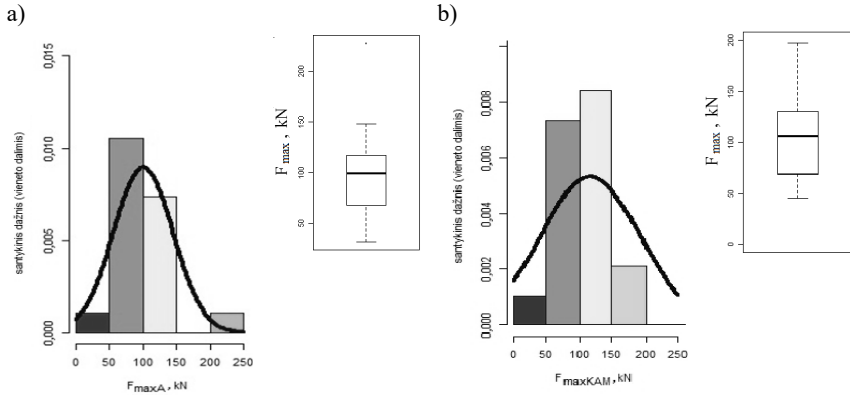 a)
0,015
0,010
0,005
0,000
santykinis dažnis (vieneto dalimis)
0 50 100 150 200 250
FmaxA, kN
200
150
100
50
F max , kN
b)
0,008
0,006
0,004
0,002
0,000
santykinis dažnis (vieneto dalimis)
0 50 100 150 200 250
FmaxKAM, kN
200
150
100
50
0
F max , kN